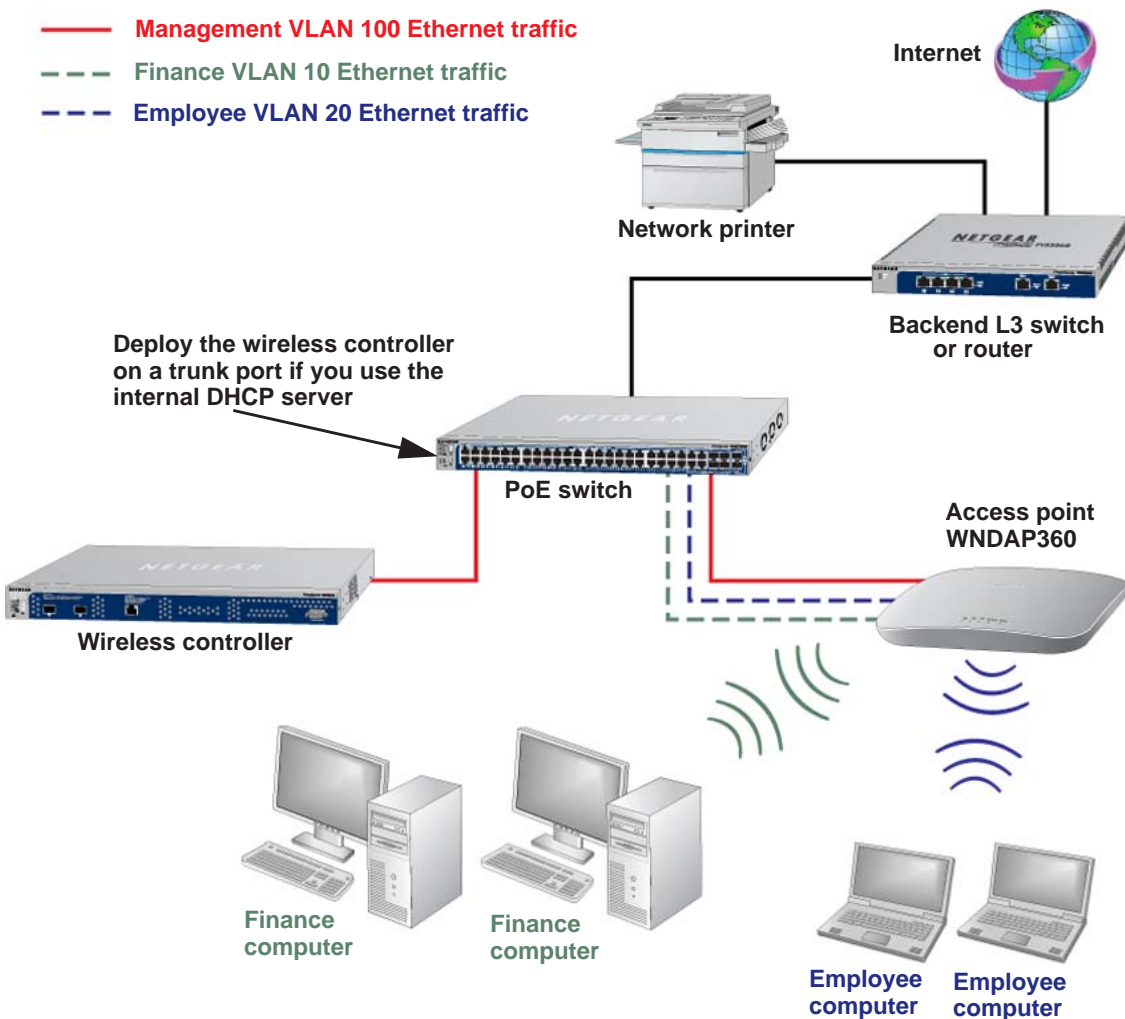 Management VLAN 100 Ethernet traffic
Finance VLAN 10 Ethernet traffic
Employee VLAN 20 Ethernet traffic
Internet
Network printer
NETGEAR
NETGEAR
Backend L3 switch
or router
Deploy the wireless controller
on a trunk port if you use the
internal DHCP server
NETGEAR
PoE switch
Access point
WNDAP360
NETGEAR
NETGEAR
Wireless controller
Finance
computer
Finance
computer
Employee
computer
Employee
computer